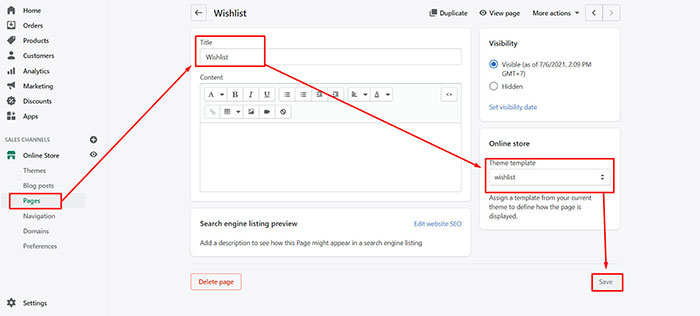 Home
Orders
Products
Customers
Analytics
Marketing
Discounts
Apps
SALES CHANNELS
Online Store
Themes
Blog posts
Pages
Navigation
Domains
Preferences
Settings
Wishlist
Duplicate
View page
More actions
Title
Wishlist
Content
A B I U A
<>
Search engine listing preview
Edit website SEO
Add a description to see how this Page might appear in a search engine listing
Delete page
Visibility
Visible (as of 7/6/2021, 2:09 PM
GMT+7)
Hidden
Set visibility date
Online store
Theme template
wishlist
Assign a template from your current
theme to define how the page is
displayed.
Save